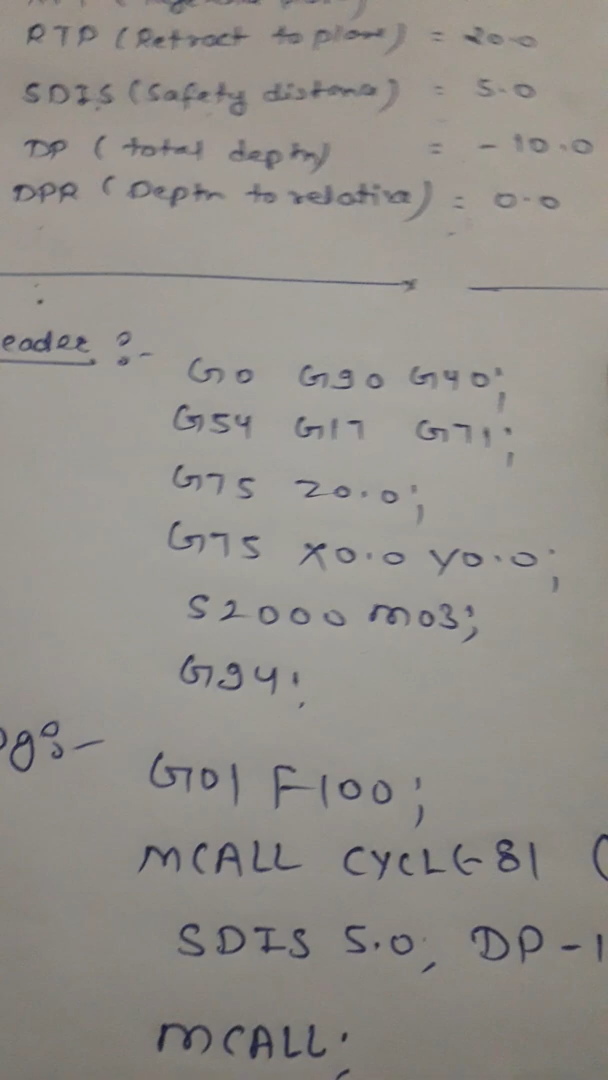 RTP (Retract to plane) = 20.0
SDIS (Safety distance) = 5.0
DP (total depth) = - 10.0
DPR (Depth to relative) = 0.0
eader :-
G0 G90 G40;
G54 G17 G71;
G75 Z0.0;
G75 X0.0 Y0.0;
S2000 m03;
G94;
og:-
G01 F100;
MCALL CYCLE81 (
SDIS 5.0, DP-1
MCALL;